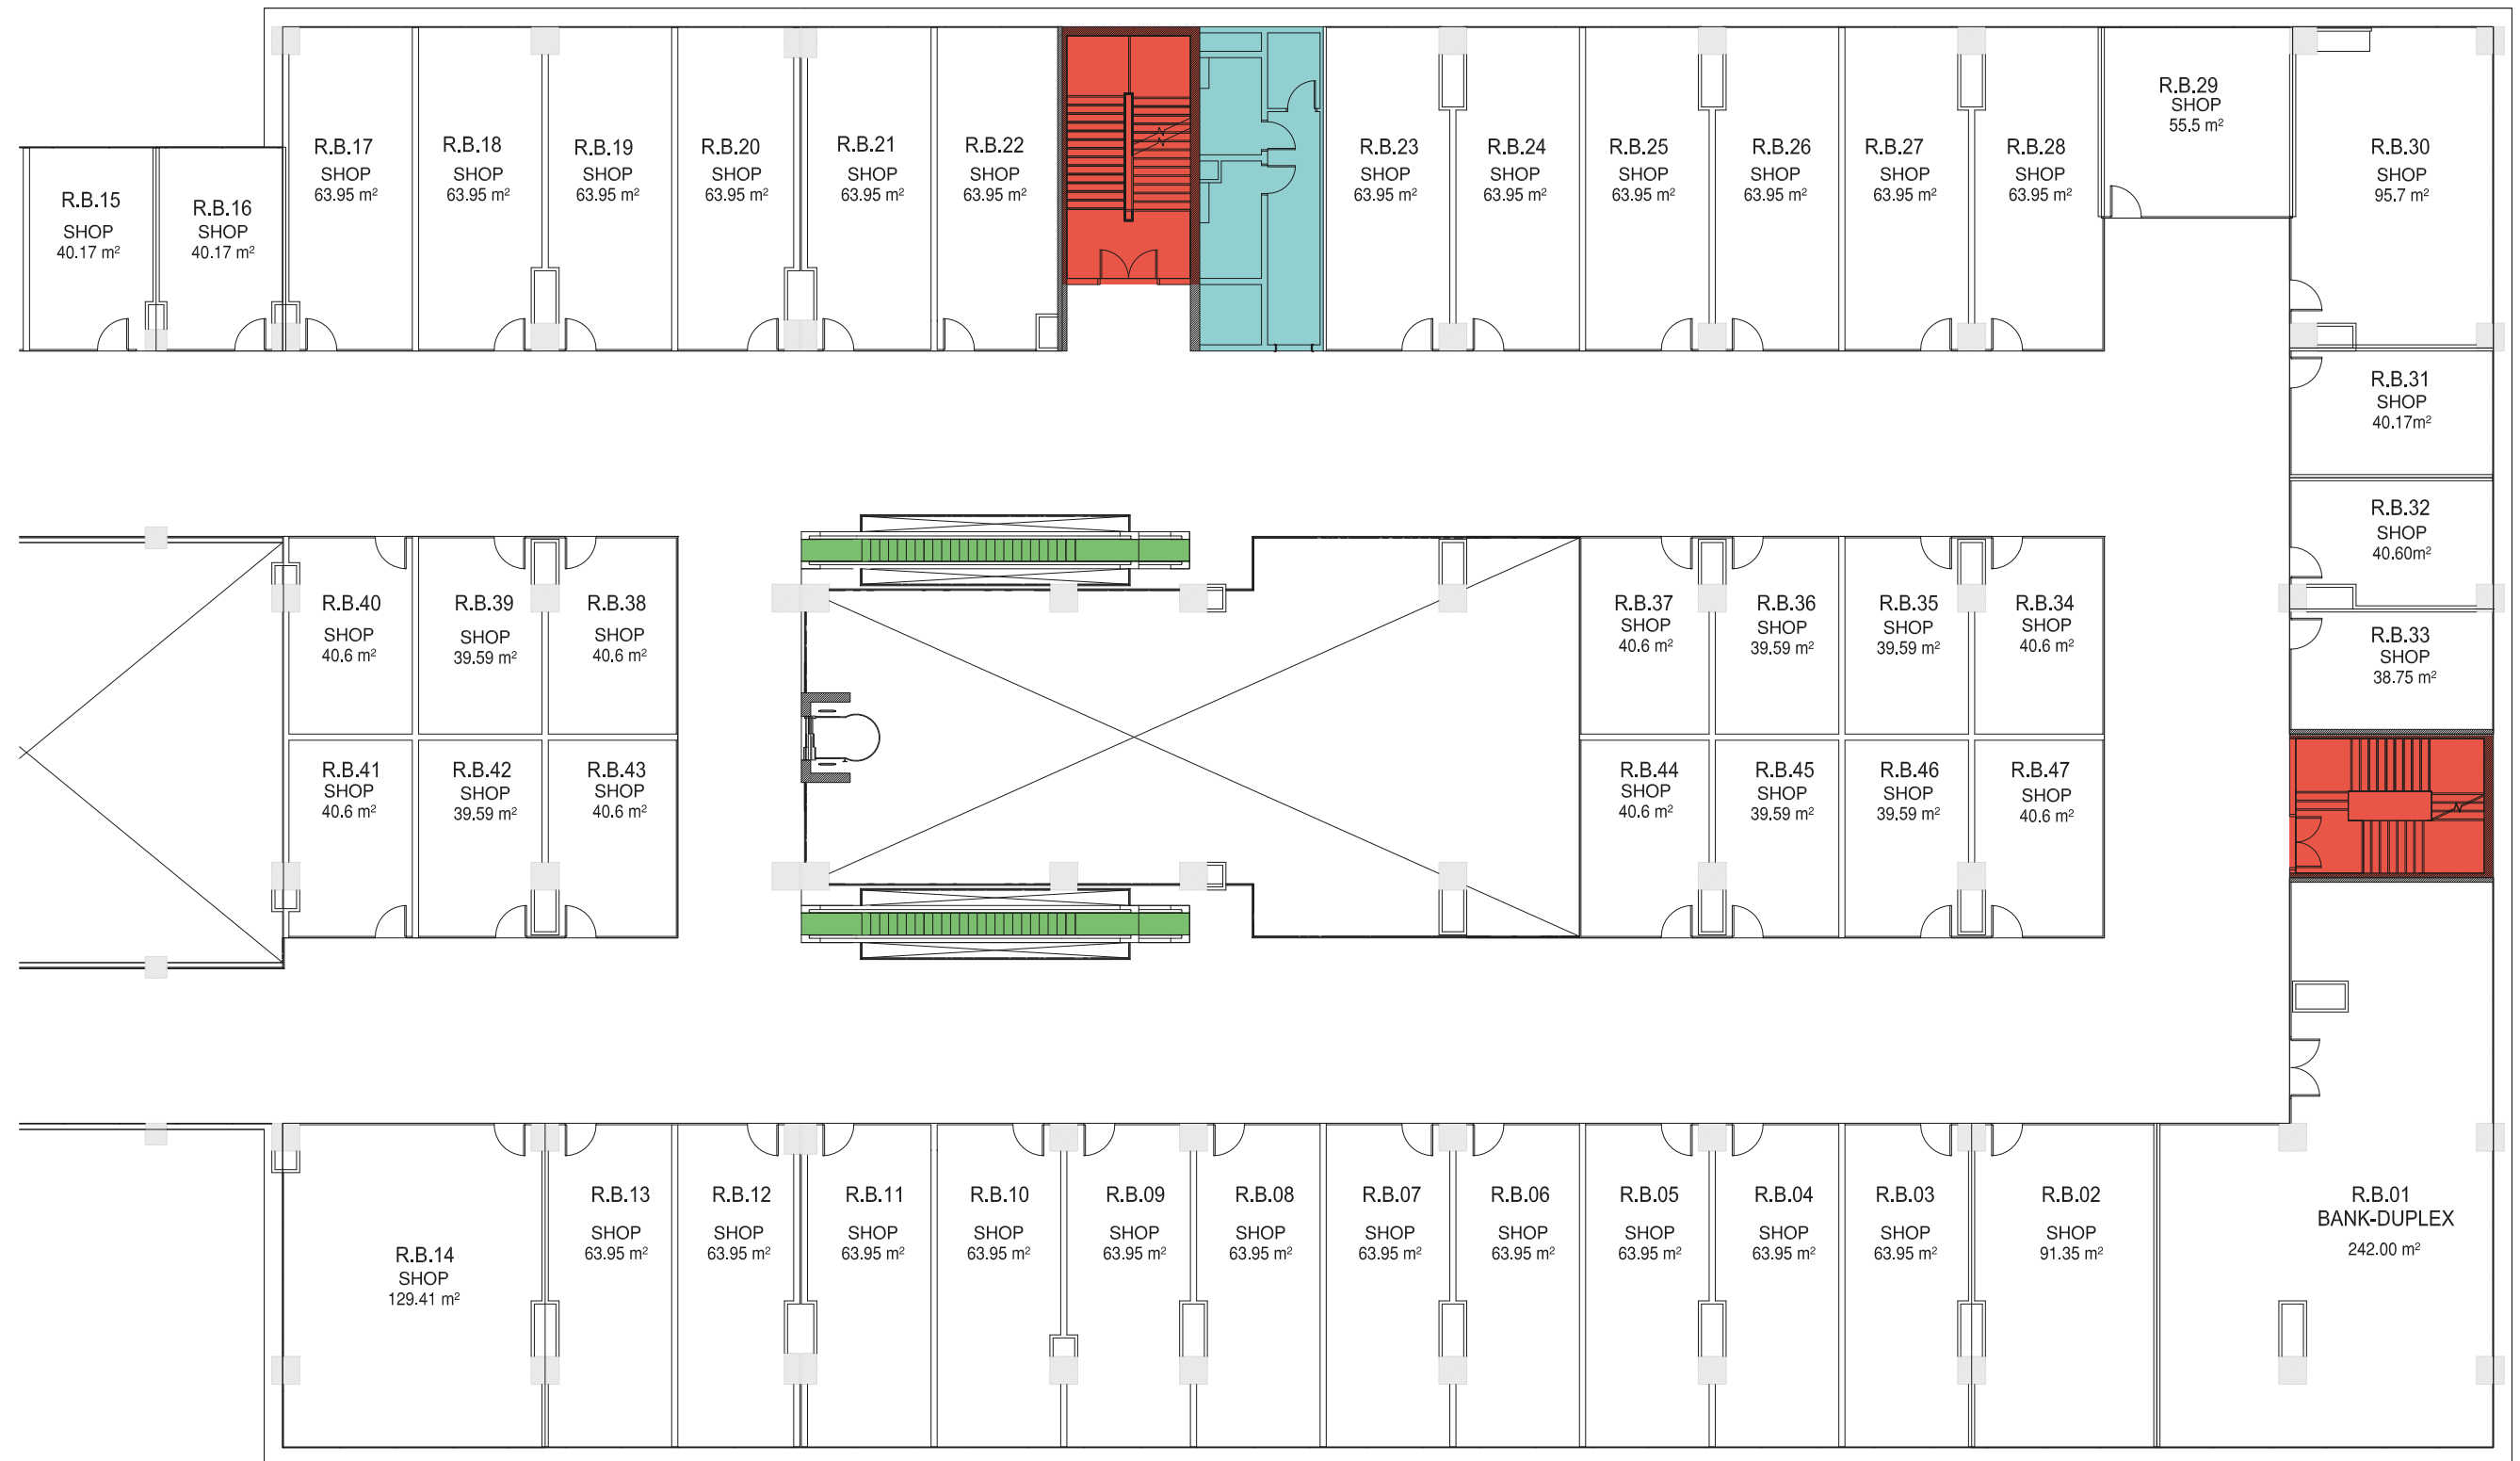 R.B.15
SHOP
40.17 m²
R.B.16
SHOP
40.17 m²
R.B.17
SHOP
63.95 m²
R.B.18
SHOP
63.95 m²
R.B.19
SHOP
63.95 m²
R.B.20
SHOP
63.95 m²
R.B.21
SHOP
63.95 m²
R.B.22
SHOP
63.95 m²
R.B.23
SHOP
63.95 m²
R.B.24
SHOP
63.95 m²
R.B.25
SHOP
63.95 m²
R.B.26
SHOP
63.95 m²
R.B.27
SHOP
63.95 m²
R.B.28
SHOP
63.95 m²
R.B.29
SHOP
55.5 m²
R.B.30
SHOP
95.7 m²
R.B.31
SHOP
40.17m²
R.B.32
SHOP
40.60m²
R.B.33
SHOP
38.75 m²
R.B.40
SHOP
40.6 m²
R.B.39
SHOP
39.59 m²
R.B.38
SHOP
40.6 m²
R.B.37
SHOP
40.6 m²
R.B.36
SHOP
39.59 m²
R.B.35
SHOP
39.59 m²
R.B.34
SHOP
40.6 m²
R.B.41
SHOP
40.6 m²
R.B.42
SHOP
39.59 m²
R.B.43
SHOP
40.6 m²
R.B.44
SHOP
40.6 m²
R.B.45
SHOP
39.59 m²
R.B.46
SHOP
39.59 m²
R.B.47
SHOP
40.6 m²
R.B.14
SHOP
129.41 m²
R.B.13
SHOP
63.95 m²
R.B.12
SHOP
63.95 m²
R.B.11
SHOP
63.95 m²
R.B.10
SHOP
63.95 m²
R.B.09
SHOP
63.95 m²
R.B.08
SHOP
63.95 m²
R.B.07
SHOP
63.95 m²
R.B.06
SHOP
63.95 m²
R.B.05
SHOP
63.95 m²
R.B.04
SHOP
63.95 m²
R.B.03
SHOP
63.95 m²
R.B.02
SHOP
91.35 m²
R.B.01
BANK-DUPLEX
242.00 m²